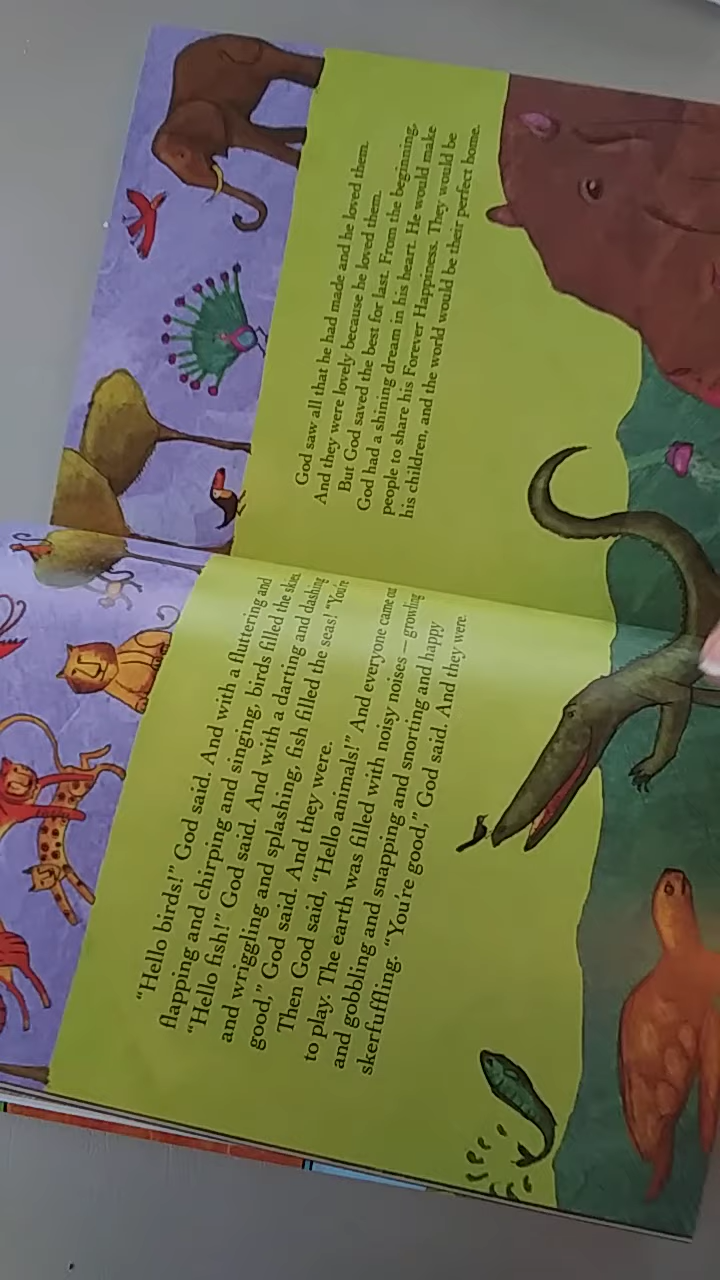 "Hello birds!" God said. And with a fluttering and
flapping and chirping and singing, birds filled the skies.
"Hello fish!" God said. And with a darting and dashing
and wriggling and splashing, fish filled the seas! "You're
good," God said. And they were.
Then God said, "Hello animals!" And everyone came out
to play. The earth was filled with noisy noises—growling
and gobbling and snapping and snorting and happy
skerfuffling. "You're good," God said. And they were.
God saw all that he had made and he loved them.
And they were lovely because he loved them.
But God saved the best for last. From the beginning,
God had a shining dream in his heart. He would make
people to share his Forever Happiness. They would be
his children, and the world would be their perfect home.